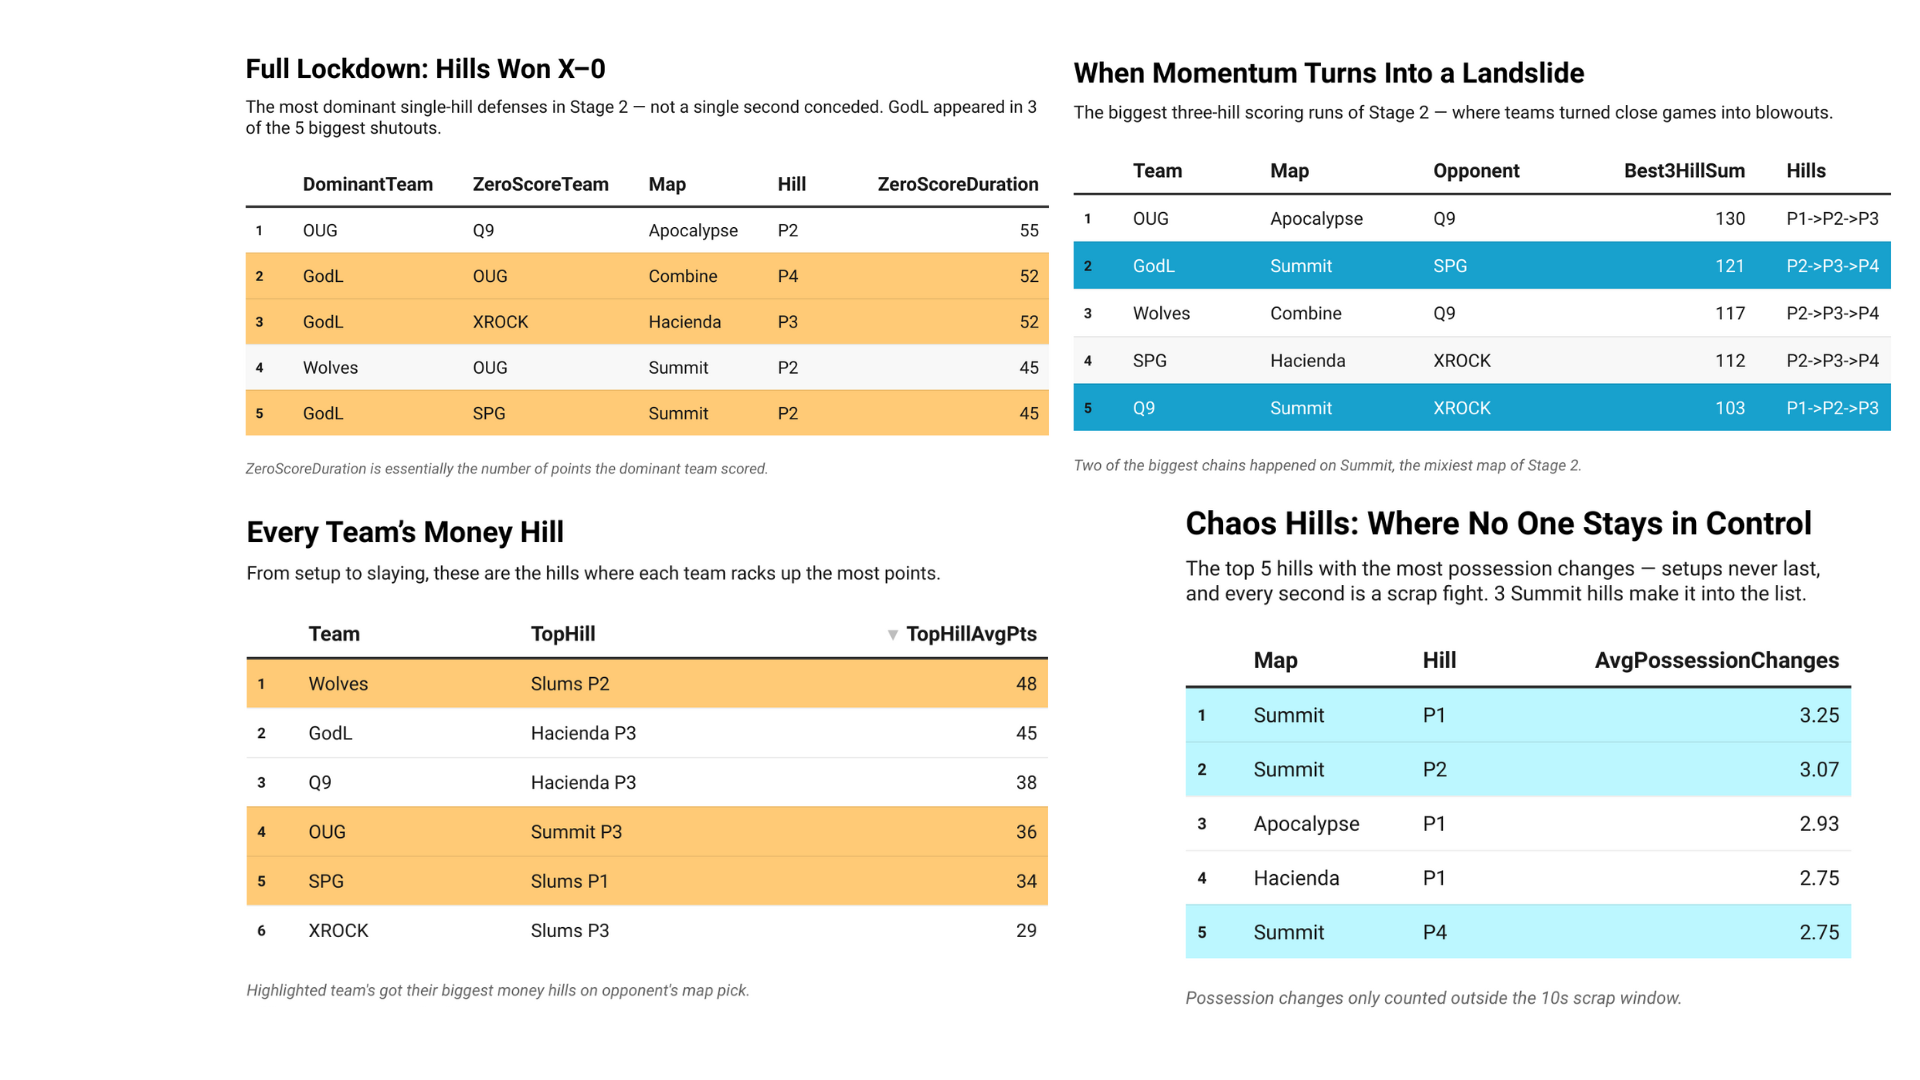 Full Lockdown: Hills Won X–0
The most dominant single-hill defenses in Stage 2 — not a single second conceded. GodL appeared in 3
of the 5 biggest shutouts.
DominantTeam ZeroScoreTeam Map Hill ZeroScoreDuration
1 OUG Q9 Apocalypse P2 55
2 GodL OUG Combine P4 52
3 GodL XROCK Hacienda P3 52
4 Wolves OUG Summit P2 45
5 GodL SPG Summit P2 45
ZeroScoreDuration is essentially the number of points the dominant team scored.
When Momentum Turns Into a Landslide
The biggest three-hill scoring runs of Stage 2 — where teams turned close games into blowouts.
Team Map Opponent Best3HillSum Hills
1 OUG Apocalypse Q9 130 P1->P2->P3
2 GodL Summit SPG 121 P2->P3->P4
3 Wolves Combine Q9 117 P2->P3->P4
4 SPG Hacienda XROCK 112 P2->P3->P4
5 Q9 Summit XROCK 103 P1->P2->P3
Two of the biggest chains happened on Summit, the mixiest map of Stage 2.
Every Team’s Money Hill
From setup to slaying, these are the hills where each team racks up the most points.
Team TopHill ▼ TopHillAvgPts
1 Wolves Slums P2 48
2 GodL Hacienda P3 45
3 Q9 Hacienda P3 38
4 OUG Summit P3 36
5 SPG Slums P1 34
6 XROCK Slums P3 29
Highlighted team's got their biggest money hills on opponent's map pick.
Chaos Hills: Where No One Stays in Control
The top 5 hills with the most possession changes — setups never last,
and every second is a scrap fight. 3 Summit hills make it into the list.
Map Hill AvgPossessionChanges
1 Summit P1 3.25
2 Summit P2 3.07
3 Apocalypse P1 2.93
4 Hacienda P1 2.75
5 Summit P4 2.75
Possession changes only counted outside the 10s scrap window.